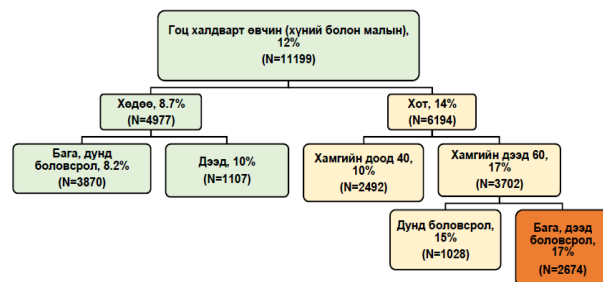 Гоц халдварт өвчин (хүний болон малын),
12%
(N=11199)
Хөдөө, 8.7%
(N=4977)
Хот, 14%
(N=6194)
Бага, дунд
боловсрол, 8.2%
(N=3870)
Дээд, 10%
(N=1107)
Хамгийн доод 40,
10%
(N=2492)
Хамгийн дээд 60,
17%
(N=3702)
Дунд боловсрол,
15%
(N=1028)
Бага, дээд
боловсрол,
17%
(N=2674)